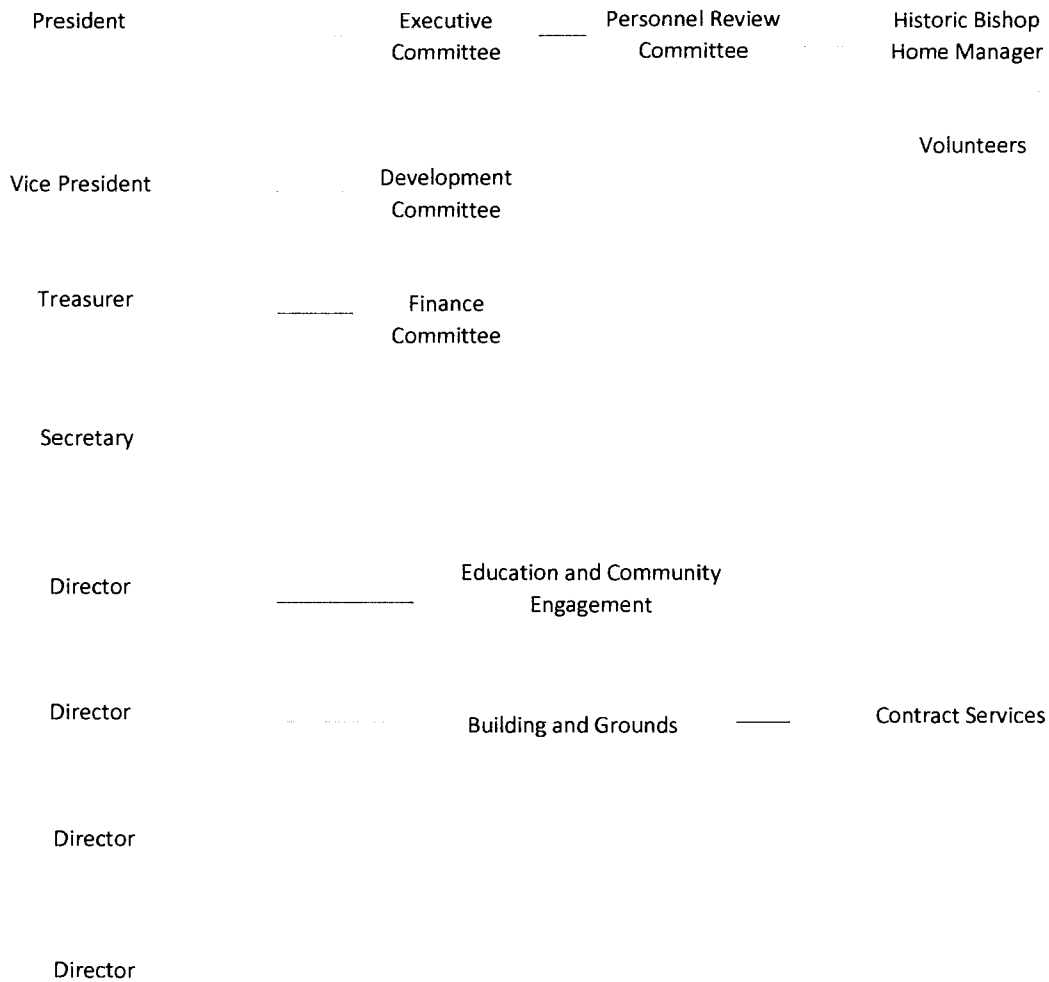 President
Executive
Committee
Personnel Review
Committee
Historic Bishop
Home Manager
Volunteers
Vice President
Development
Committee
Treasurer
Finance
Committee
Secretary
Director
Education and Community
Engagement
Director
Building and Grounds
Contract Services
Director
Director